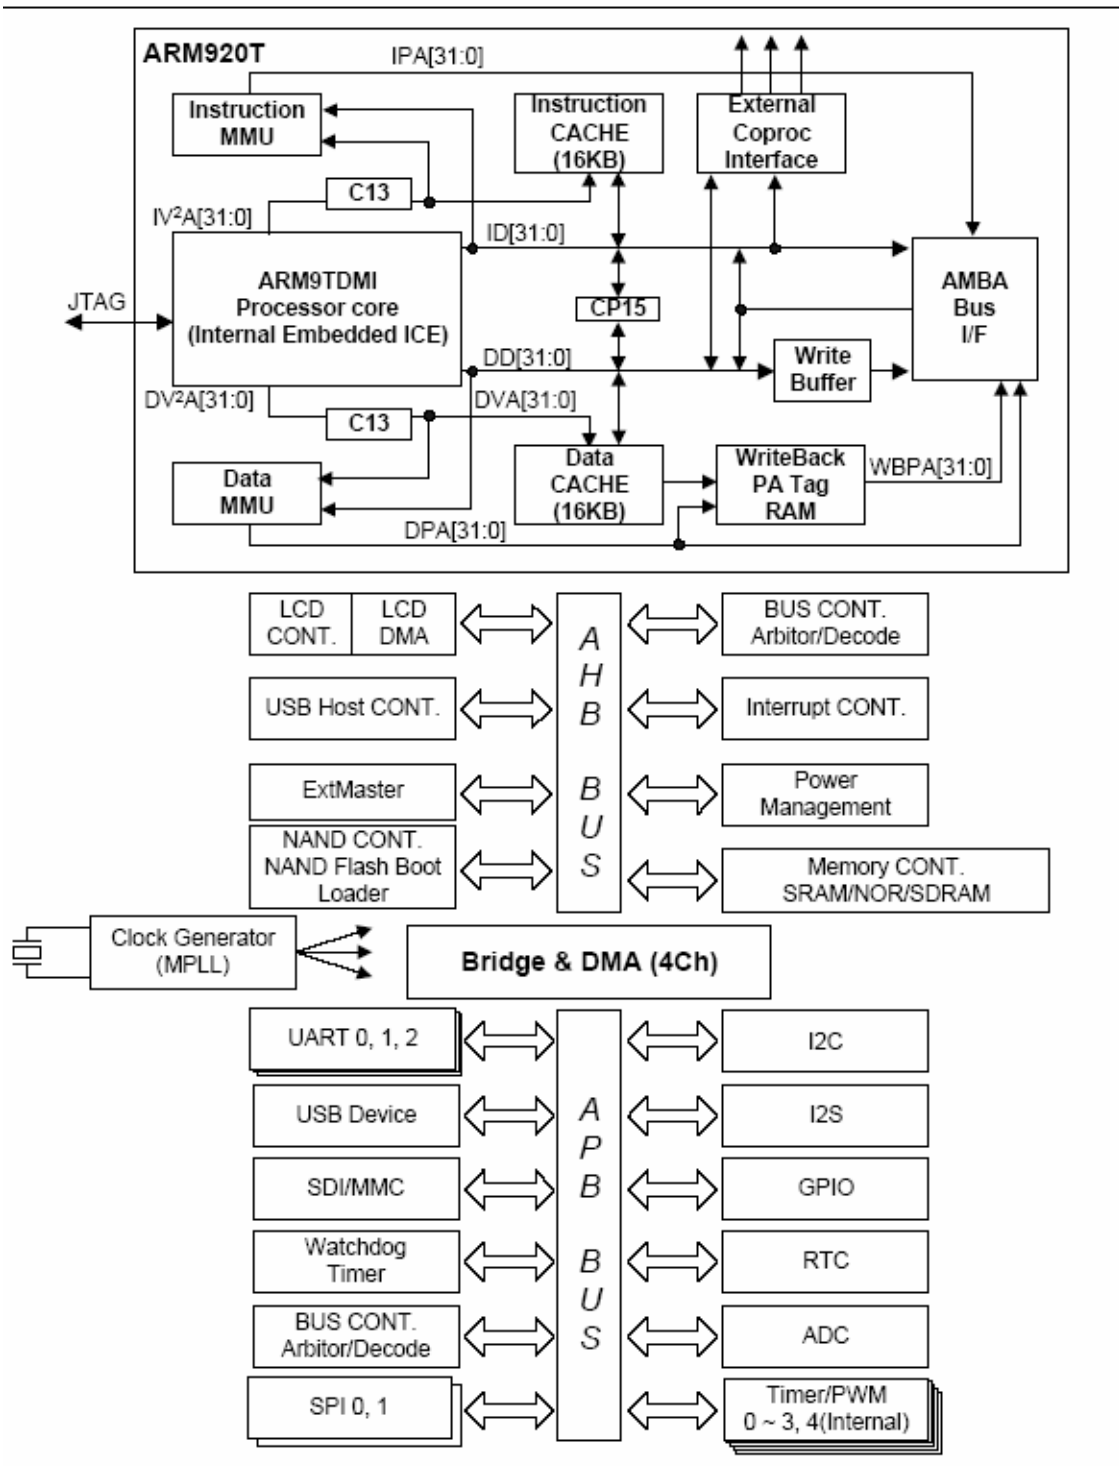 ARM920T
IPA[31:0]
Instruction
MMU
Instruction
CACHE
(16KB)
External
Coproc
Interface
C13
IV²A[31:0]
ID[31:0]
ARM9TDMI
Processor core
(Internal Embedded ICE)
JTAG
CP15
AMBA
Bus
I/F
DD[31:0]
Write
Buffer
DV²A[31:0]
C13
DVA[31:0]
Data
MMU
Data
CACHE
(16KB)
WriteBack
PA Tag
RAM
WBPA[31:0]
DPA[31:0]
LCD
CONT.
LCD
DMA
BUS CONT.
Arbitor/Decode
USB Host CONT.
Interrupt CONT.
ExtMaster
Power
Management
NAND CONT.
NAND Flash Boot
Loader
Memory CONT.
SRAM/NOR/SDRAM
AHB BUS
Clock Generator
(MPLL)
Bridge & DMA (4Ch)
UART 0, 1, 2
I2C
USB Device
I2S
SDI/MMC
GPIO
Watchdog
Timer
RTC
BUS CONT.
Arbitor/Decode
ADC
SPI 0, 1
Timer/PWM
0 ~ 3, 4(Internal)
APB BUS